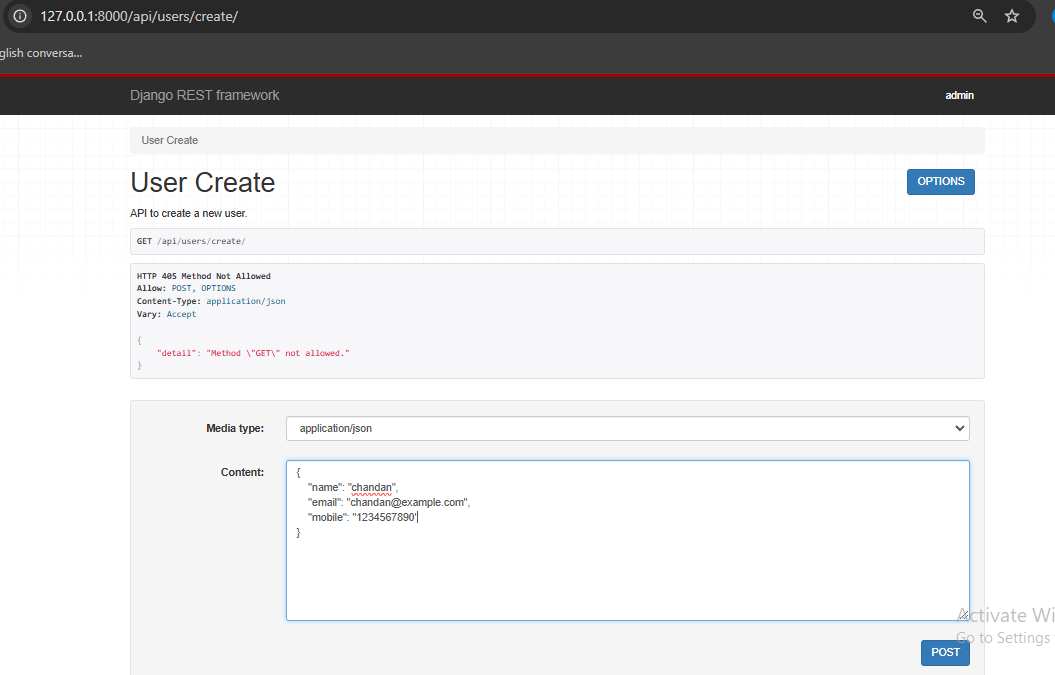 127.0.0.1:8000/api/users/create/
glish conversa...
Django REST framework admin
User Create
User Create
OPTIONS
API to create a new user.
GET /api/users/create/
HTTP 405 Method Not Allowed
Allow: POST, OPTIONS
Content-Type: application/json
Vary: Accept
{
    "detail": "Method \"GET\" not allowed."
}
Media type: application/json
Content:
{
    "name": "chandan",
    "email": "chandan@example.com",
    "mobile": "1234567890'
}
Activate Wi
Go to Settings
POST